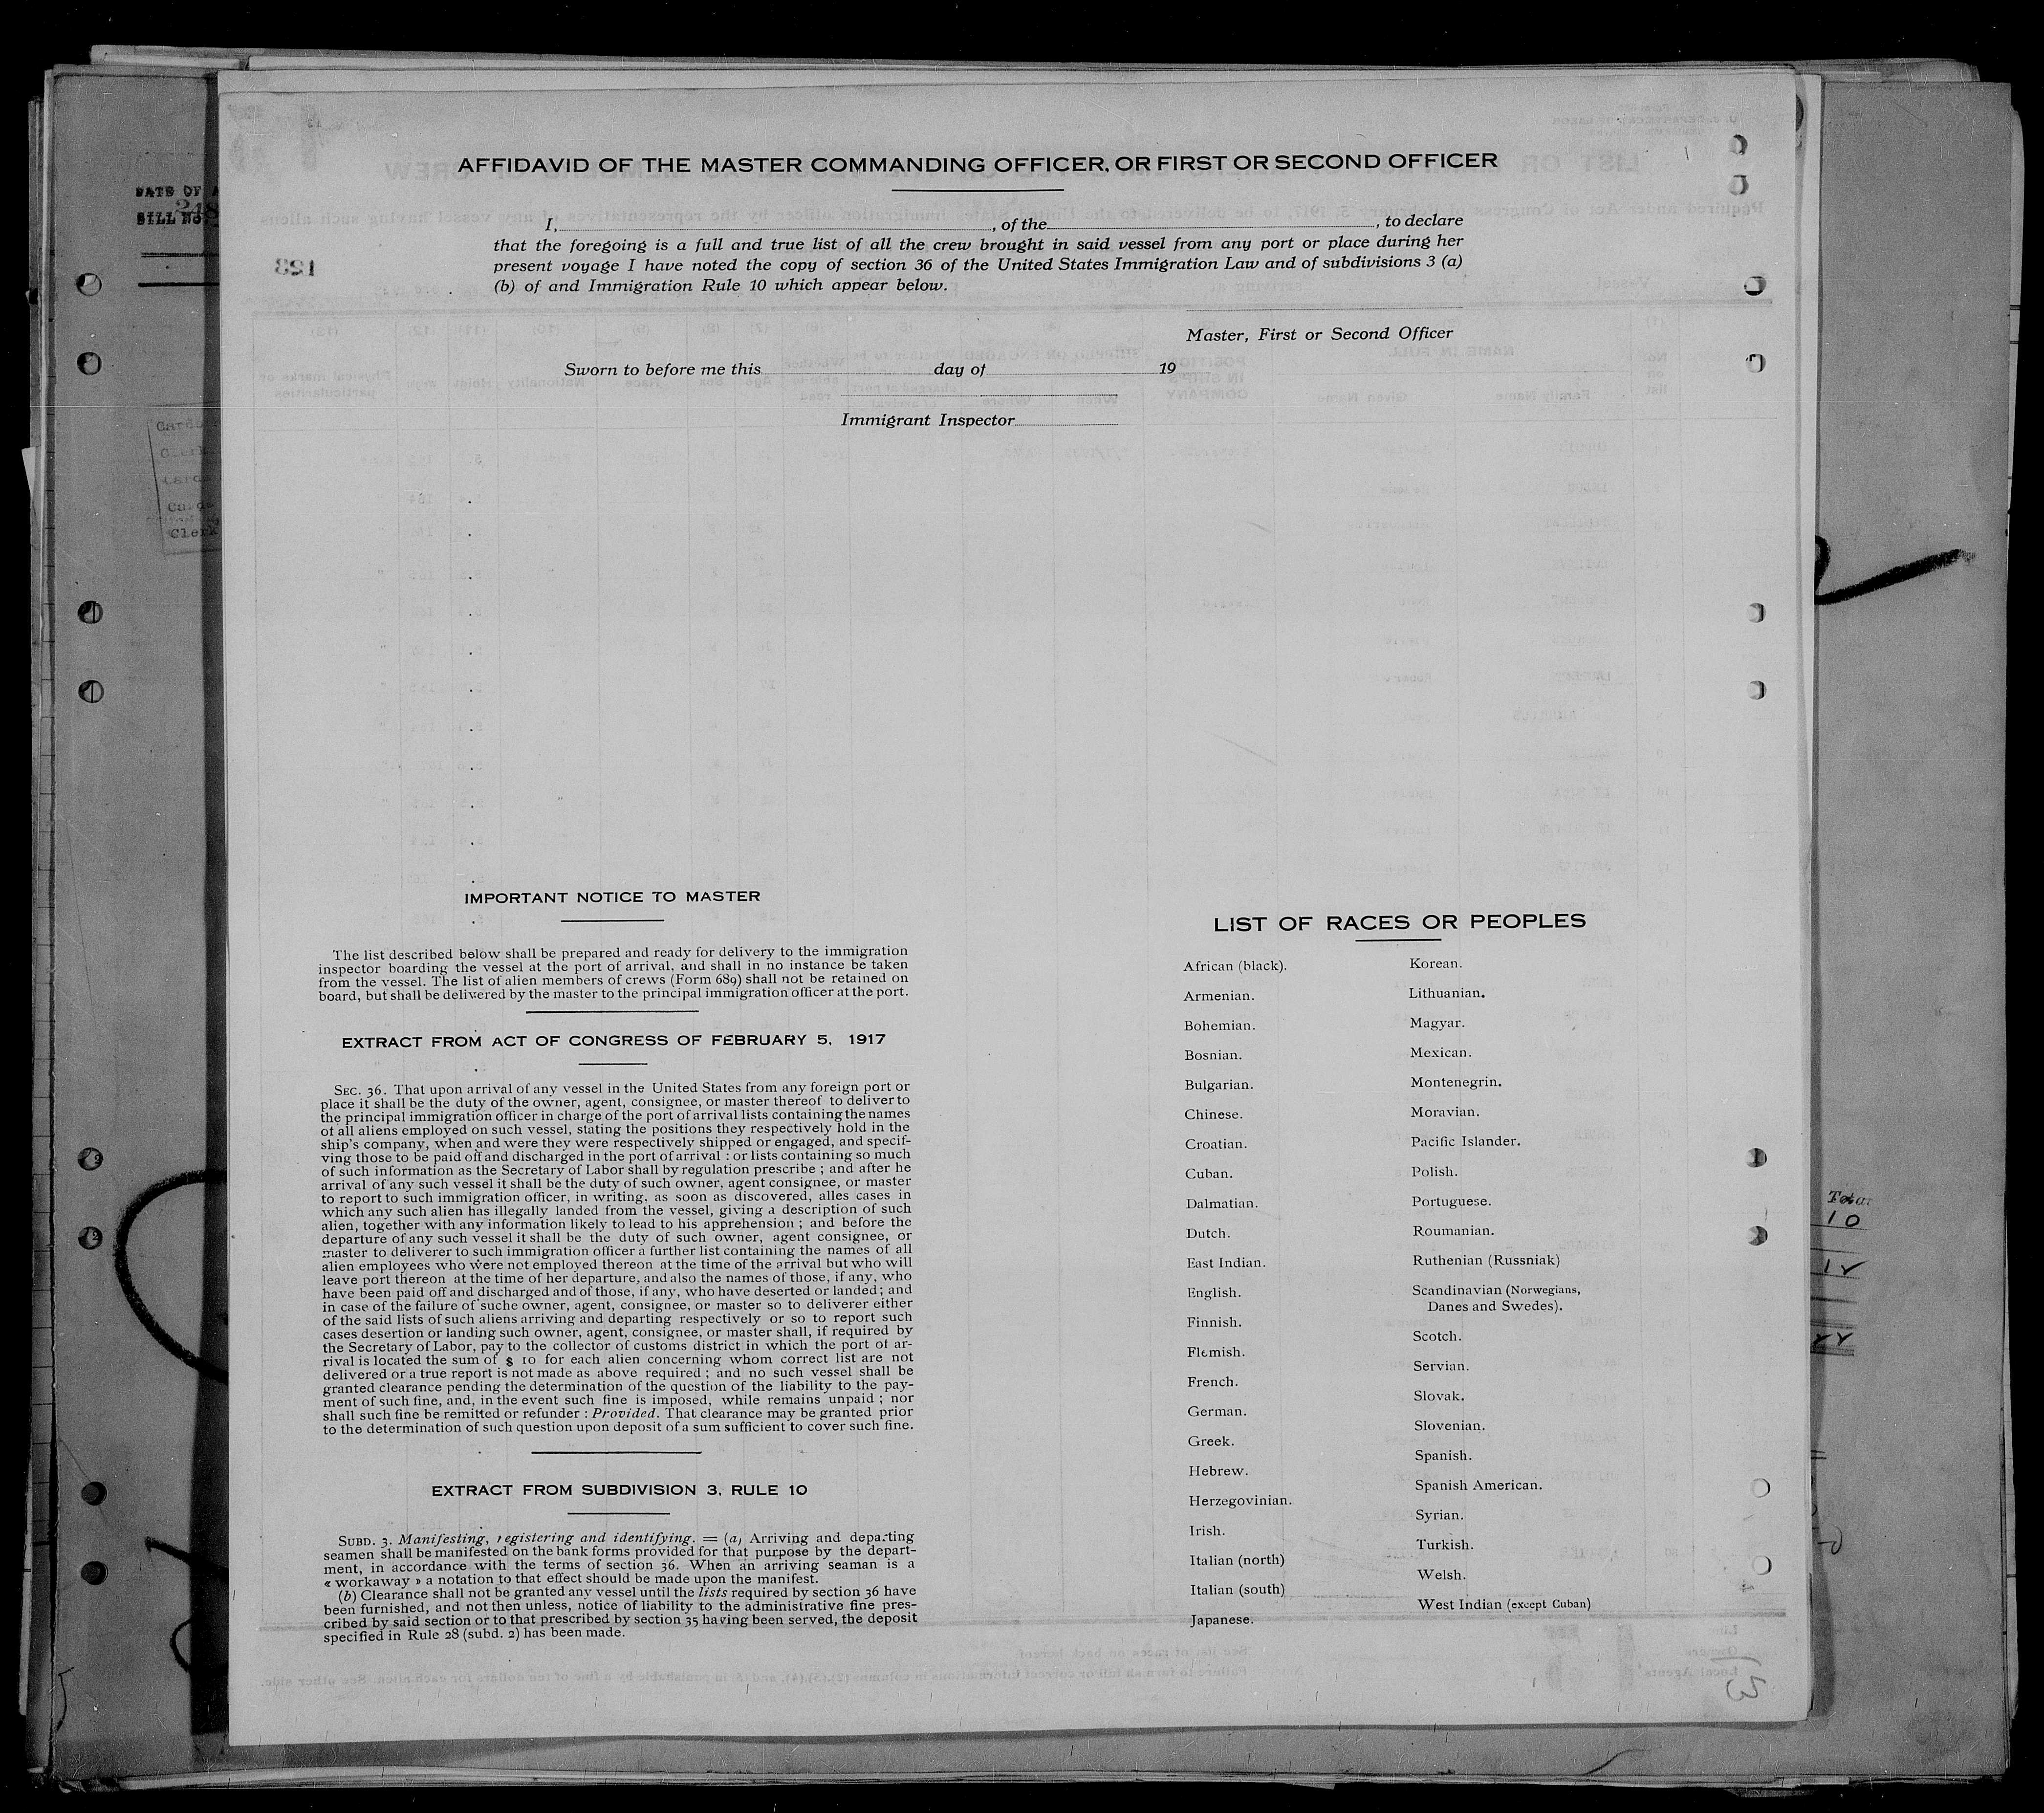 AFFIDAVID OF THE MASTER COMMANDING OFFICER, OR FIRST OR SECOND OFFICER
I, , of the , to declare
that the foregoing is a full and true list of all the crew brought in said vessel from any port or place during her
present voyage I have noted the copy of section 36 of the United States Immigration Law and of subdivisions 3 (a)
(b) of and Immigration Rule 10 which appear below.
Master, First or Second Officer
Sworn to before me this day of 19
Immigrant Inspector
IMPORTANT NOTICE TO MASTER
The list described below shall be prepared and ready for delivery to the immigration
inspector boarding the vessel at the port of arrival, and shall in no instance be taken
from the vessel. The list of alien members of crews (Form 689) shall not be retained on
board, but shall be delivered by the master to the principal immigration officer at the port.
EXTRACT FROM ACT OF CONGRESS OF FEBRUARY 5, 1917
SEC. 36. That upon arrival of any vessel in the United States from any foreign port or
place it shall be the duty of the owner, agent, consignee, or master thereof to deliver to
the principal immigration officer in charge of the port of arrival lists containing the names
of all aliens employed on such vessel, stating the positions they respectively hold in the
ship's company, when and were they were respectively shipped or engaged, and specif-
ving those to be paid off and discharged in the port of arrival : or lists containing so much
of such information as the Secretary of Labor shall by regulation prescribe ; and after he
arrival of any such vessel it shall be the duty of such owner, agent consignee, or master
to report to such immigration officer, in writing, as soon as discovered, alles cases in
which any such alien has illegally landed from the vessel, giving a description of such
alien, together with any information likely to lead to his apprehension ; and before the
departure of any such vessel it shall be the duty of such owner, agent consignee, or
master to deliverer to such immigration officer a further list containing the names of all
alien employees who were not employed thereon at the time of the arrival but who will
leave port thereon at the time of her departure, and also the names of those, if any, who
have been paid off and discharged and of those, if any, who have deserted or landed ; and
in case of the failure of suche owner, agent, consignee, or master so to deliverer either
of the said lists of such aliens arriving and departing respectively or so to report such
cases desertion or landing such owner, agent, consignee, or master shall, if required by
the Secretary of Labor, pay to the collector of customs district in which the port of ar-
rival is located the sum of $ 10 for each alien concerning whom correct list are not
delivered or a true report is not made as above required ; and no such vessel shall be
granted clearance pending the determination of the question of the liability to the pay-
ment of such fine, and, in the event such fine is imposed, while remains unpaid ; nor
shall such fine be remitted or refunder : Provided. That clearance may be granted prior
to the determination of such question upon deposit of a sum sufficient to cover such fine.
EXTRACT FROM SUBDIVISION 3, RULE 10
SUBD. 3. Manifesting, registering and identifying. = (a) Arriving and departing
seamen shall be manifested on the bank forms provided for that purpose by the depart-
ment, in accordance with the terms of section 36. When an arriving seaman is a
« workaway » a notation to that effect should be made upon the manifest.
(b) Clearance shall not be granted any vessel until the lists required by section 36 have
been furnished, and not then unless, notice of liability to the administrative fine pres-
cribed by said section or to that prescribed by section 35 having been served, the deposit
specified in Rule 28 (subd. 2) has been made.
LIST OF RACES OR PEOPLES
African (black).
Armenian.
Bohemian.
Bosnian.
Bulgarian.
Chinese.
Croatian.
Cuban.
Dalmatian.
Dutch.
East Indian.
English.
Finnish.
Flemish.
French.
German.
Greek.
Hebrew.
Herzegovinian.
Irish.
Italian (north)
Italian (south)
Japanese.
Korean.
Lithuanian.
Magyar.
Mexican.
Montenegrin.
Moravian.
Pacific Islander.
Polish.
Portuguese.
Roumanian.
Ruthenian (Russniak)
Scandinavian (Norwegians,
Danes and Swedes).
Scotch.
Servian.
Slovak.
Slovenian.
Spanish.
Spanish American.
Syrian.
Turkish.
Welsh.
West Indian (except Cuban)
DATE OF
BILL NO.
Clerk
Clerk
10